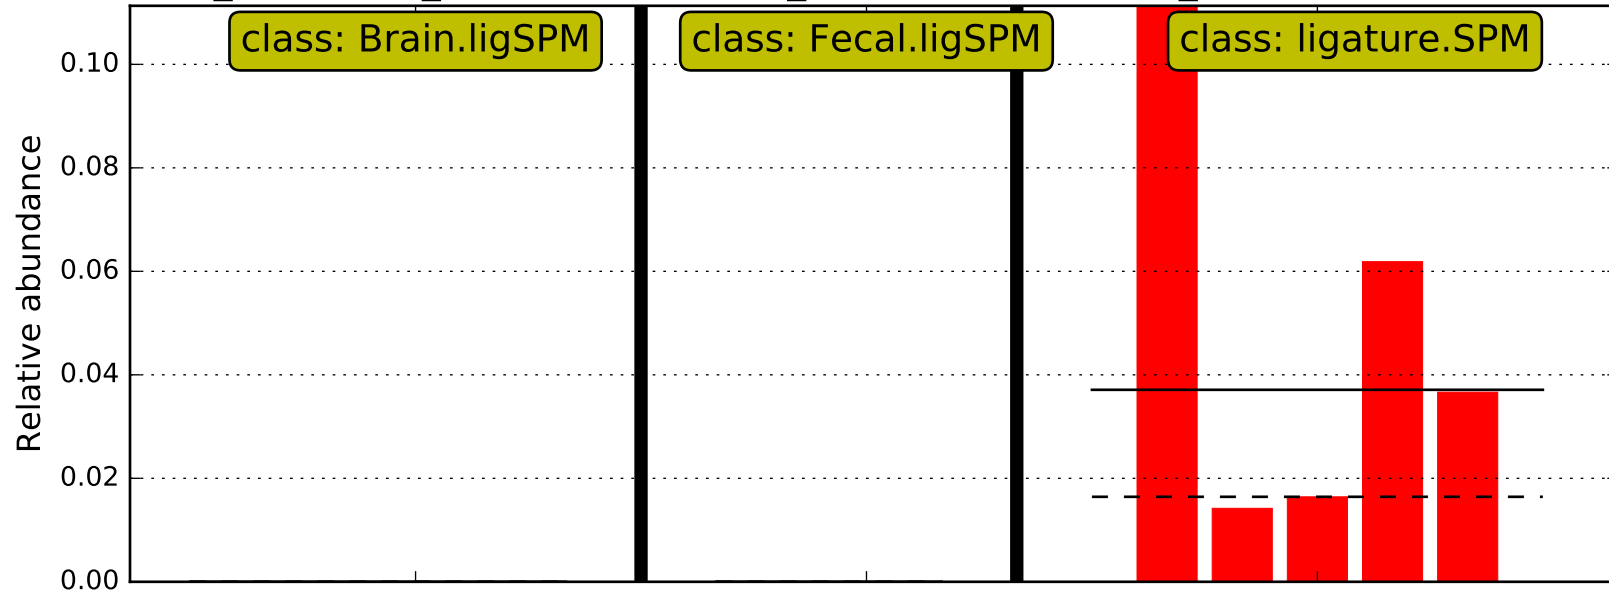 class: Brain.ligSPM
class: Fecal.ligSPM
class: ligature.SPM
Relative abundance
0.10
0.08
0.06
0.04
0.02
0.00